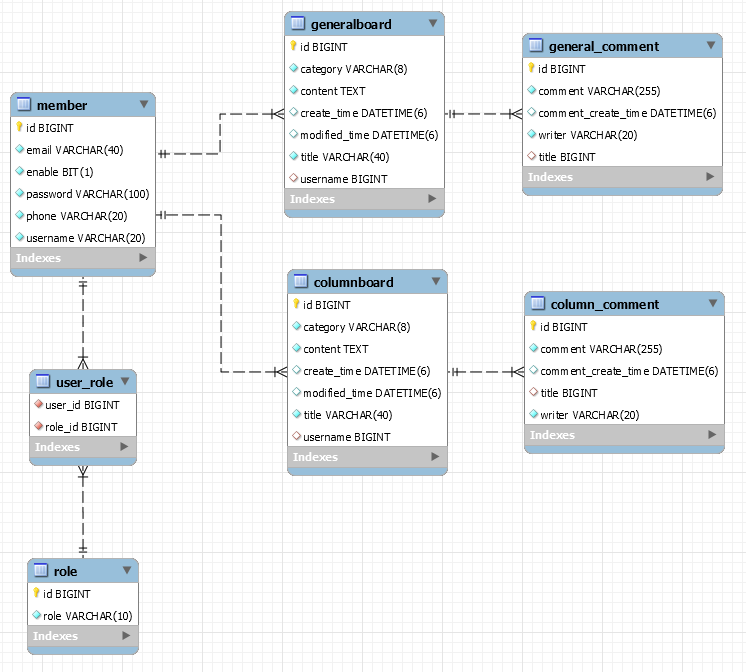 member
id BIGINT
email VARCHAR(40)
enable BIT(1)
password VARCHAR(100)
phone VARCHAR(20)
username VARCHAR(20)
Indexes
generalboard
id BIGINT
category VARCHAR(8)
content TEXT
create_time DATETIME(6)
modified_time DATETIME(6)
title VARCHAR(40)
username BIGINT
Indexes
general_comment
id BIGINT
comment VARCHAR(255)
comment_create_time DATETIME(6)
writer VARCHAR(20)
title BIGINT
Indexes
columnboard
id BIGINT
category VARCHAR(8)
content TEXT
create_time DATETIME(6)
modified_time DATETIME(6)
title VARCHAR(40)
username BIGINT
Indexes
column_comment
id BIGINT
comment VARCHAR(255)
comment_create_time DATETIME(6)
title BIGINT
writer VARCHAR(20)
Indexes
user_role
user_id BIGINT
role_id BIGINT
Indexes
role
id BIGINT
role VARCHAR(10)
Indexes